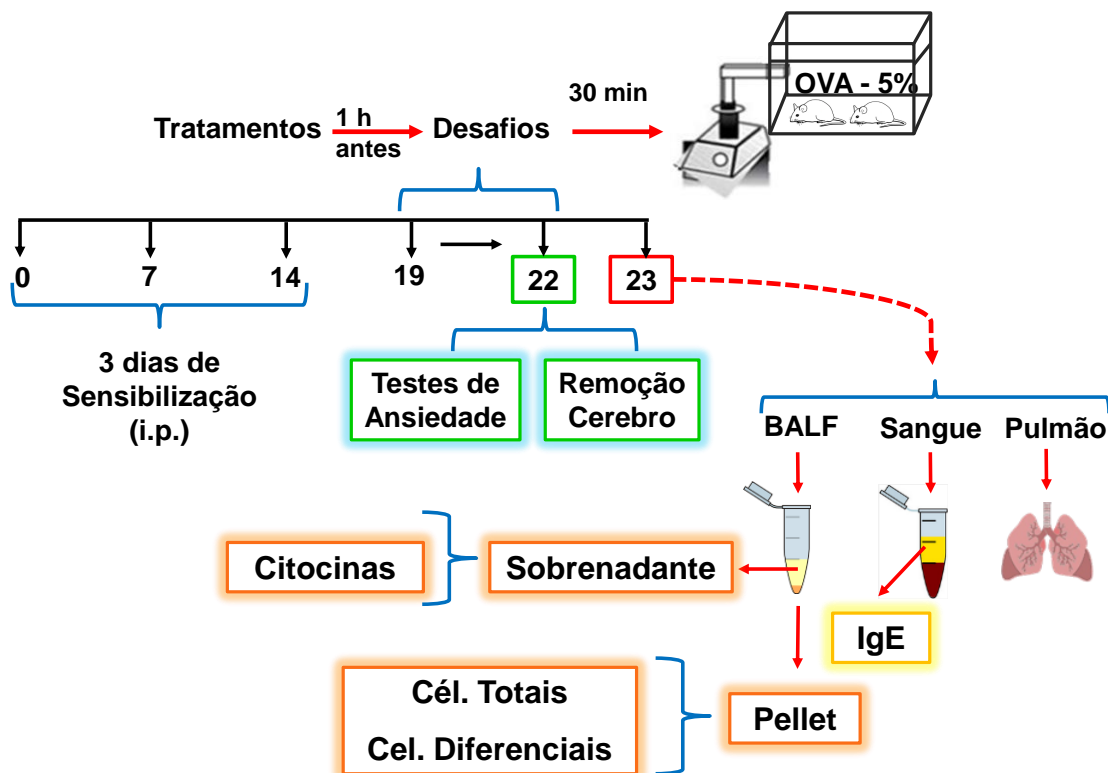 OVA - 5%
30 min
Tratamentos
1 h
antes
Desafios
0
7
14
19
22
23
3 dias de
Sensibilização
(i.p.)
Testes de
Ansiedade
Remoção
Cerebro
BALF
Sangue
Pulmão
Citocinas
Sobrenadante
IgE
Cél. Totais
Cel. Diferenciais
Pellet